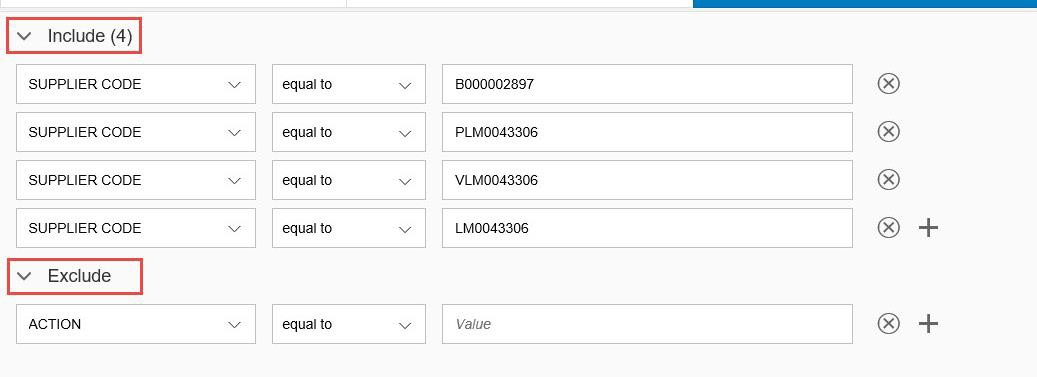 Include (4)
SUPPLIER CODE equal to B000002897
SUPPLIER CODE equal to PLM0043306
SUPPLIER CODE equal to VLM0043306
SUPPLIER CODE equal to LM0043306
Exclude
ACTION equal to Value